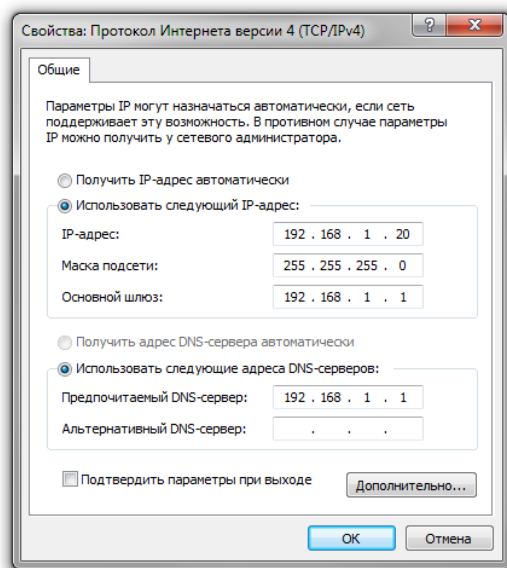 Свойства: Протокол Интернета версии 4 (TCP/IPv4)
Общие
Параметры IP могут назначаться автоматически, если сеть
поддерживает эту возможность. В противном случае параметры
IP можно получить у сетевого администратора.
Получить IP-адрес автоматически
Использовать следующий IP-адрес:
IP-адрес: 192 . 168 . 1 . 20
Маска подсети: 255 . 255 . 255 . 0
Основной шлюз: 192 . 168 . 1 . 1
Получить адрес DNS-сервера автоматически
Использовать следующие адреса DNS-серверов:
Предпочитаемый DNS-сервер: 192 . 168 . 1 . 1
Альтернативный DNS-сервер: . . .
Подтвердить параметры при выходе
Дополнительно...
ОК Отмена